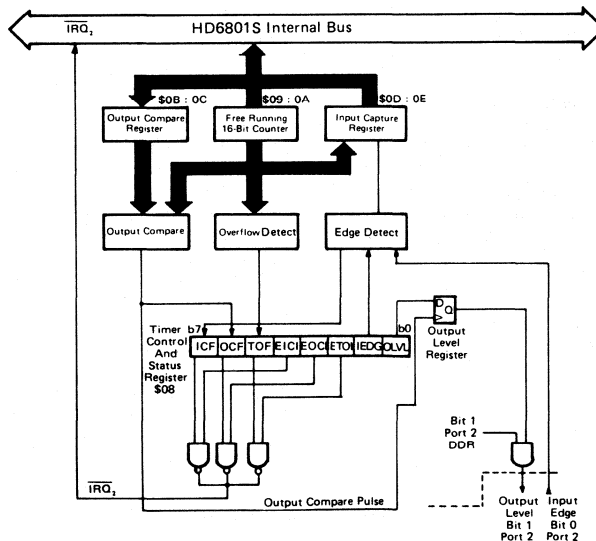 IRQ2
HD6801S Internal Bus
$0B : 0C
$09 : 0A
$0D : 0E
Output Compare
Register
Free Running
16-Bit Counter
Input Capture
Register
Output Compare
Overflow Detect
Edge Detect
Timer
Control
And
Status
Register
$08
b7
b0
ICF
OCF
TOF
EICI
EOCI
ETOI
IEDG
OLVL
D
Q
Output
Level
Register
Bit 1
Port 2
DDR
IRQ2
Output Compare Pulse
Output
Level
Bit 1
Port 2
Input
Edge
Bit 0
Port 2